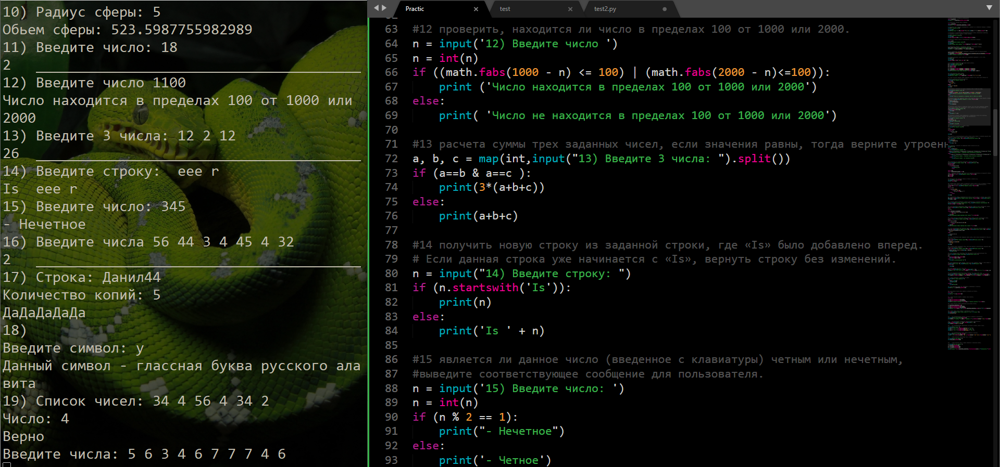 10) Радиус сферы: 5
Обьем сферы: 523.5987755982989
11) Введите число: 18
2
12) Введите число 1100
Число находится в пределах 100 от 1000 или
2000
13) Введите 3 числа: 12 2 12
26
14) Введите строку:  еее r
Is  еее r
15) Введите число: 345
- Нечетное
16) Введите числа 56 44 3 4 45 4 32
2
17) Строка: Данил44
Количество копий: 5
ДаДаДаДаДа
18)
Введите символ: у
Данный символ - глассная буква русского ала
вита
19) Список чисел: 34 4 56 4 34 2
Число: 4
Верно
Введите числа: 5 6 3 4 6 7 7 7 4 6
Practic
test
test2.py
63 #12 проверить, находится ли число в пределах 100 от 1000 или 2000.
64 n = input('12) Введите число ')
65 n = int(n)
66 if ((math.fabs(1000 - n) <= 100) | (math.fabs(2000 - n)<=100)):
67     print ('Число находится в пределах 100 от 1000 или 2000')
68 else:
69     print( 'Число не находится в пределах 100 от 1000 или 2000')
70
71 #13 расчета суммы трех заданных чисел, если значения равны, тогда верните утроенн
72 a, b, c = map(int,input("13) Введите 3 числа: ").split())
73 if (a==b & a==c ):
74     print(3*(a+b+c))
75 else:
76     print(a+b+c)
77
78 #14 получить новую строку из заданной строки, где «Is» было добавлено вперед.
79 # Если данная строка уже начинается с «Is», вернуть строку без изменений.
80 n = input("14) Введите строку: ")
81 if (n.startswith('Is')):
82     print(n)
83 else:
84     print('Is ' + n)
85
86 #15 является ли данное число (введенное с клавиатуры) четным или нечетным,
87 #выведите соответствующее сообщение для пользователя.
88 n = input('15) Введите число: ')
89 n = int(n)
90 if (n % 2 == 1):
91     print("- Нечетное")
92 else:
93     print('- Четное')